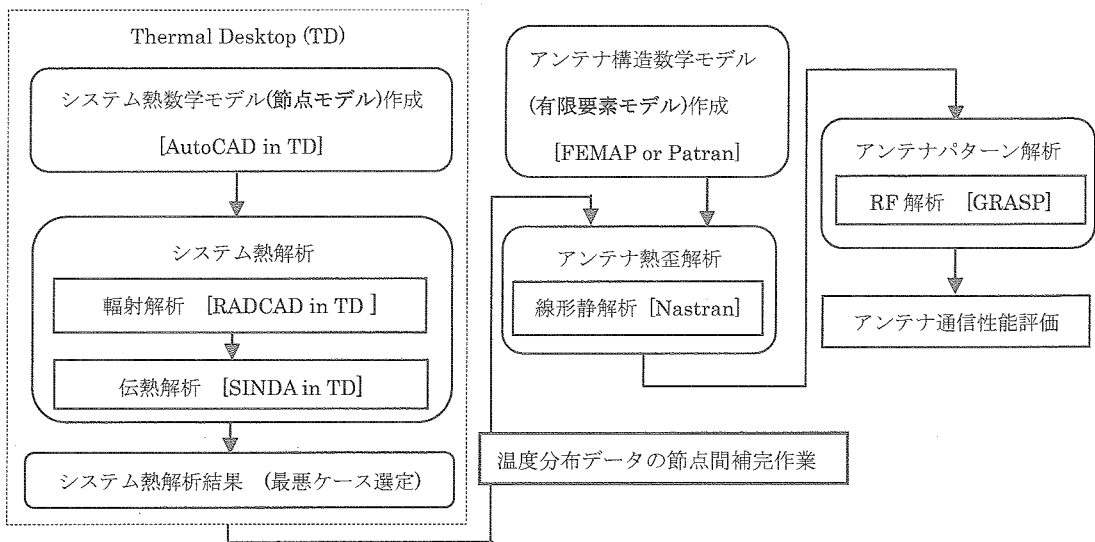 Thermal Desktop (TD)
システム熱数学モデル(節点モデル)作成
[AutoCAD in TD]
システム熱解析
輻射解析 [RADCAD in TD ]
伝熱解析 [SINDA in TD]
システム熱解析結果 (最悪ケース選定)
アンテナ構造数学モデル
(有限要素モデル)作成
[FEMAP or Patran]
アンテナ熱歪解析
線形静解析 [Nastran]
温度分布データの節点間補完作業
アンテナパターン解析
RF 解析 [GRASP]
アンテナ通信性能評価